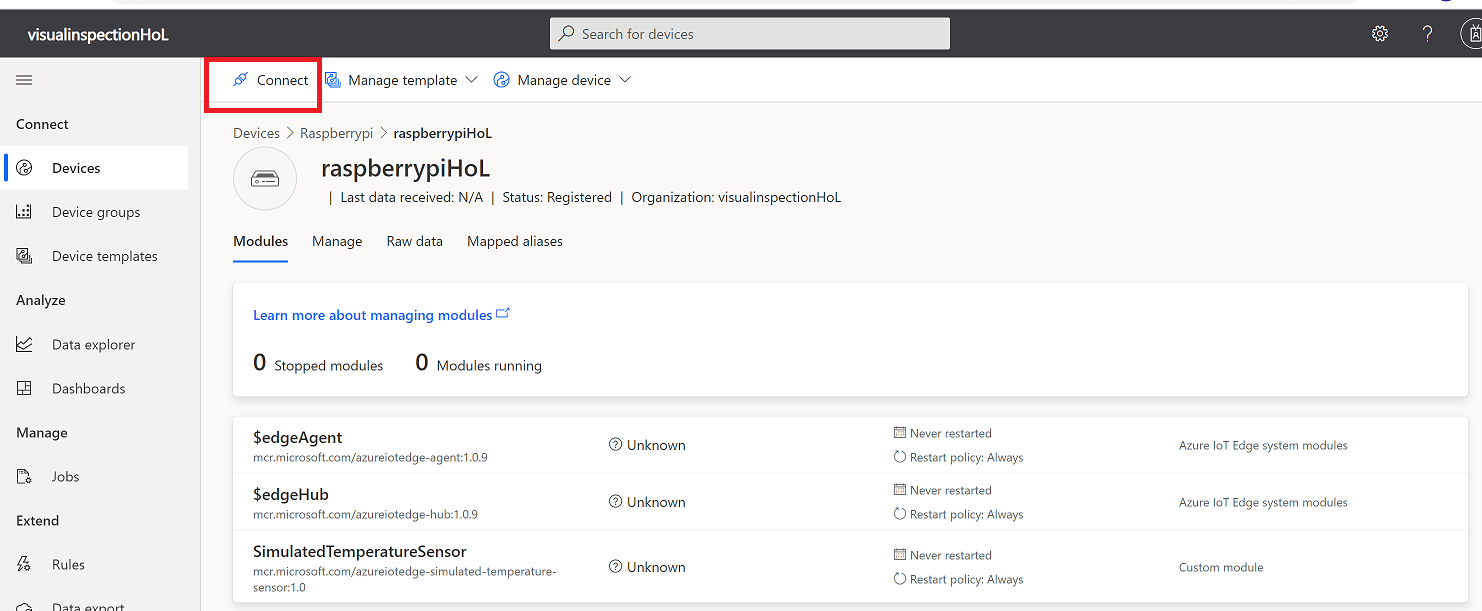 visualinspectionHoL
Search for devices
?
Connect
Manage template
Manage device
Connect
Devices
Device groups
Device templates
Analyze
Data explorer
Dashboards
Manage
Jobs
Extend
Rules
Data export
Devices > Raspberrypi > raspberrypiHoL
raspberrypiHoL
| Last data received: N/A | Status: Registered | Organization: visualinspectionHoL
Modules Manage Raw data Mapped aliases
Learn more about managing modules
0 Stopped modules 0 Modules running
$edgeAgent
mcr.microsoft.com/azureiotedge-agent:1.0.9
Unknown
Never restarted
Restart policy: Always
Azure IoT Edge system modules
$edgeHub
mcr.microsoft.com/azureiotedge-hub:1.0.9
Unknown
Never restarted
Restart policy: Always
Azure IoT Edge system modules
SimulatedTemperatureSensor
mcr.microsoft.com/azureiotedge-simulated-temperature-
sensor:1.0
Unknown
Never restarted
Restart policy: Always
Custom module